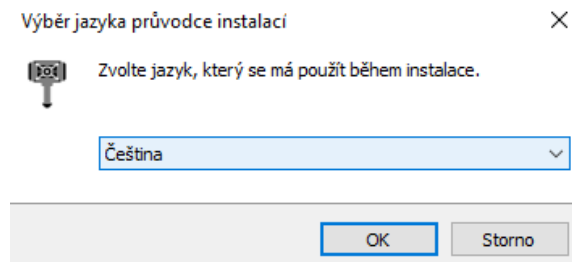 Výběr jazyka průvodce instalací
Zvolte jazyk, který se má použít během instalace.
Čeština
OK
Storno